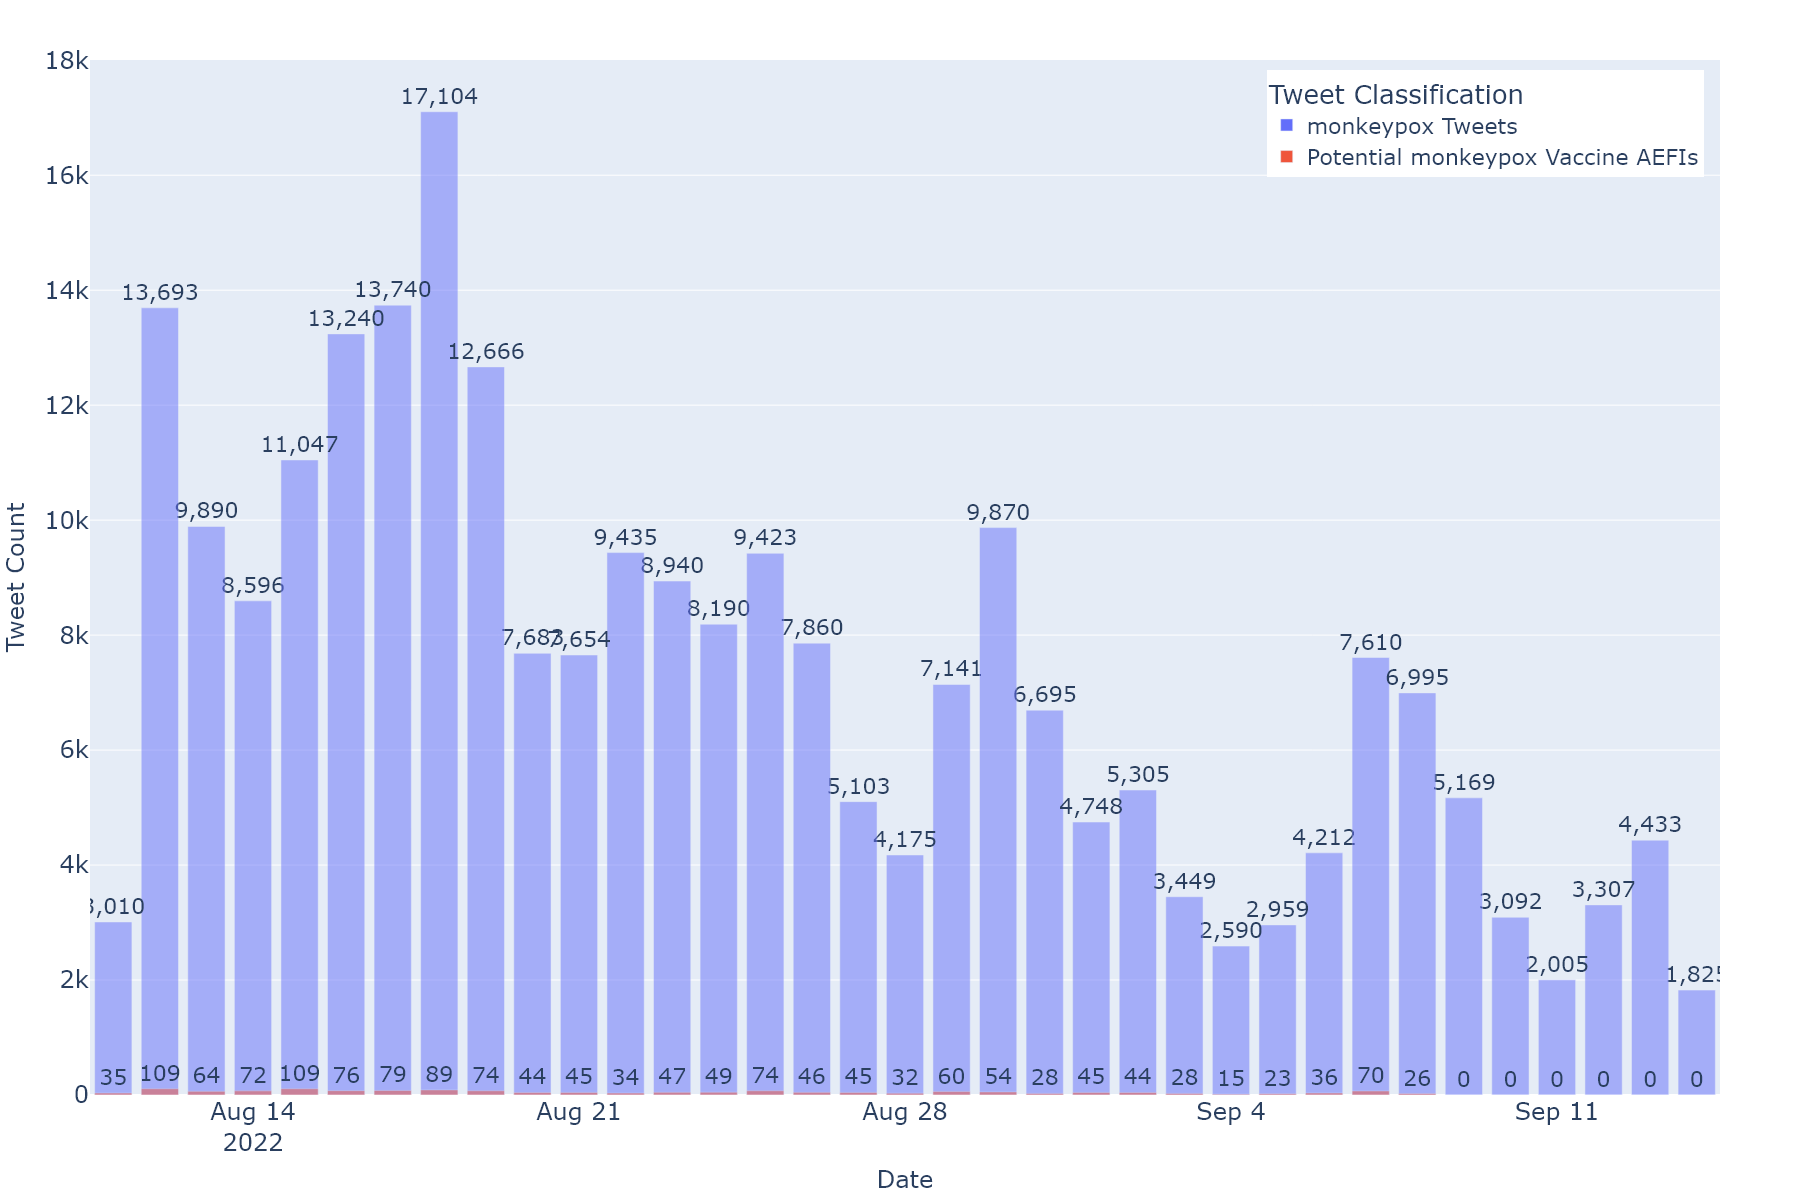 18k
16k
14k
12k
10k
8k
6k
4k
2k
0
Tweet Count
Tweet Classification
monkeypox Tweets
Potential monkeypox Vaccine AEFIs
3,010
13,693
9,890
8,596
11,047
13,240
13,740
17,104
12,666
7,683
7,654
9,435
8,940
8,190
9,423
7,860
5,103
4,175
7,141
9,870
6,695
4,748
5,305
3,449
2,590
2,959
4,212
7,610
6,995
5,169
3,092
2,005
3,307
4,433
1,825
35 109 64 72 109 76 79 89 74 44 45 34 47 49 74 46 45 32 60 54 28 45 44 28 15 23 36 70 26 0 0 0 0 0 0
Aug 14 Aug 21 Aug 28 Sep 4 Sep 11
2022
Date